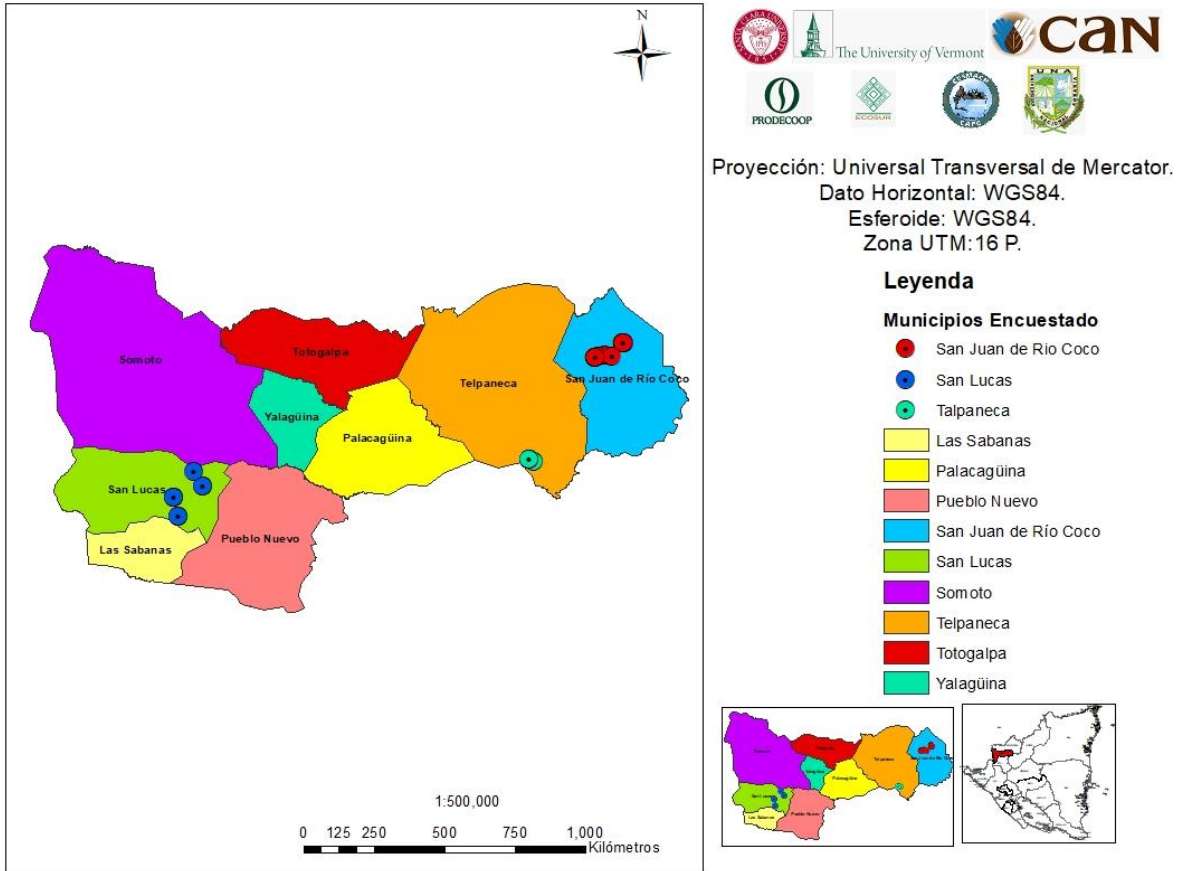 N
Somoto
Totogalpa
Telpaneca
San Juan de Río Coco
Yalagüina
Palacagüina
San Lucas
Pueblo Nuevo
Las Sabanas
1:500,000
0 125 250 500 750 1,000
Kilómetros
The University of Vermont
CAN
PRODECOOP
ECOSUR
UNA
Proyección: Universal Transversal de Mercator.
Dato Horizontal: WGS84.
Esferoide: WGS84.
Zona UTM:16 P.
Leyenda
Municipios Encuestado
San Juan de Rio Coco
San Lucas
Talpaneca
Las Sabanas
Palacagüina
Pueblo Nuevo
San Juan de Río Coco
San Lucas
Somoto
Telpaneca
Totogalpa
Yalagüina